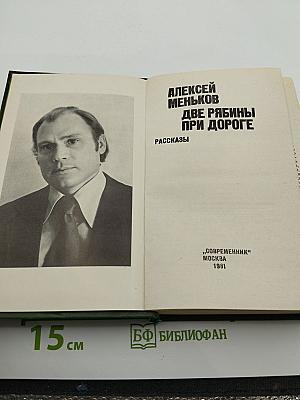 АЛЕКСЕЙ
МЕНЬКОВ
ДВЕ РЯБИНЫ
ПРИ ДОРОГЕ
РАССКАЗЫ
„СОВРЕМЕННИК“
МОСКВА
1981
15 см
БФ БИБЛИОФАН